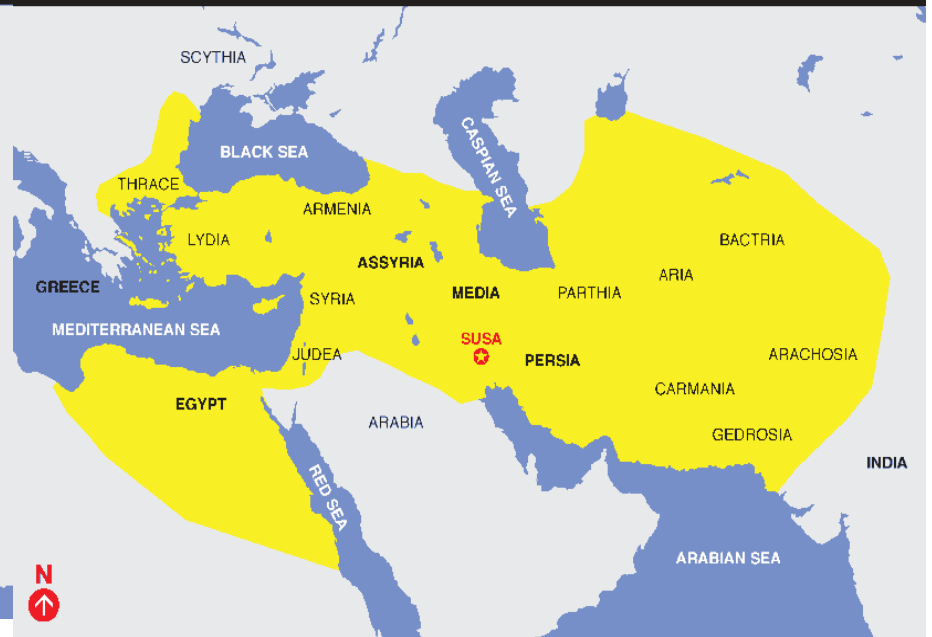 SCYTHIA
BLACK SEA
CASPIAN SEA
THRACE
ARMENIA
LYDIA
BACTRIA
ASSYRIA
ARIA
GREECE
MEDIA
PARTHIA
SYRIA
MEDITERRANEAN SEA
SUSA
JUDEA
PERSIA
ARACHOSIA
CARMANIA
EGYPT
ARABIA
GEDROSIA
INDIA
RED SEA
ARABIAN SEA
N